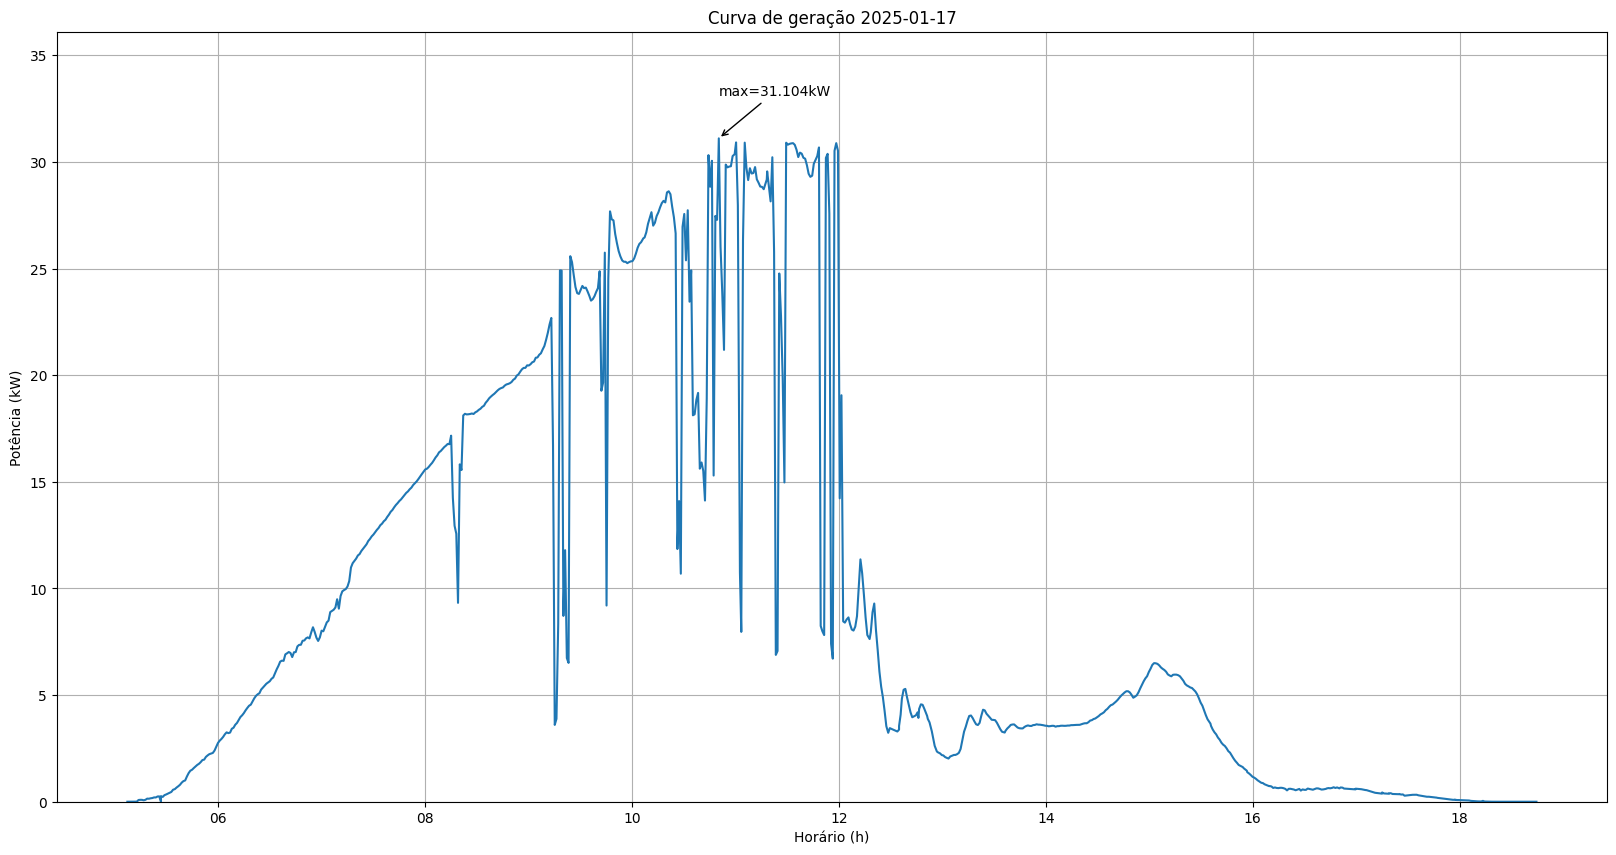 Curva de geração 2025-01-17
35
max=31.104kW
30
25
20
Potência (kW)
15
10
5
0
06 08 10 12 14 16 18
Horário (h)